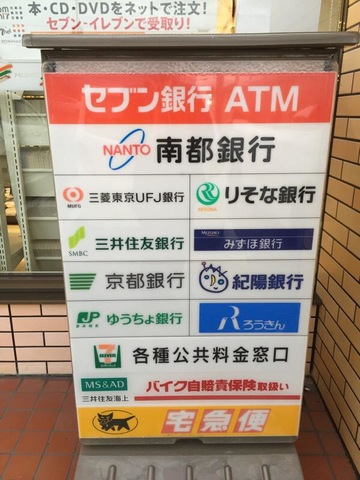 本・CD・DVDをネットで注文!
セブン-イレブンで受取り!
セブン銀行 ATM
NANTO 南都銀行
MUFG 三菱東京UFJ銀行
RESONA りそな銀行
SMBC 三井住友銀行
MIZUHO みずほ銀行
京都銀行
紀陽銀行
JP BANK ゆうちょ銀行
ろうきん
7 ELEVEN 各種公共料金窓口
MS&AD
三井住友海上
バイク自賠責保険取扱い
宅急便